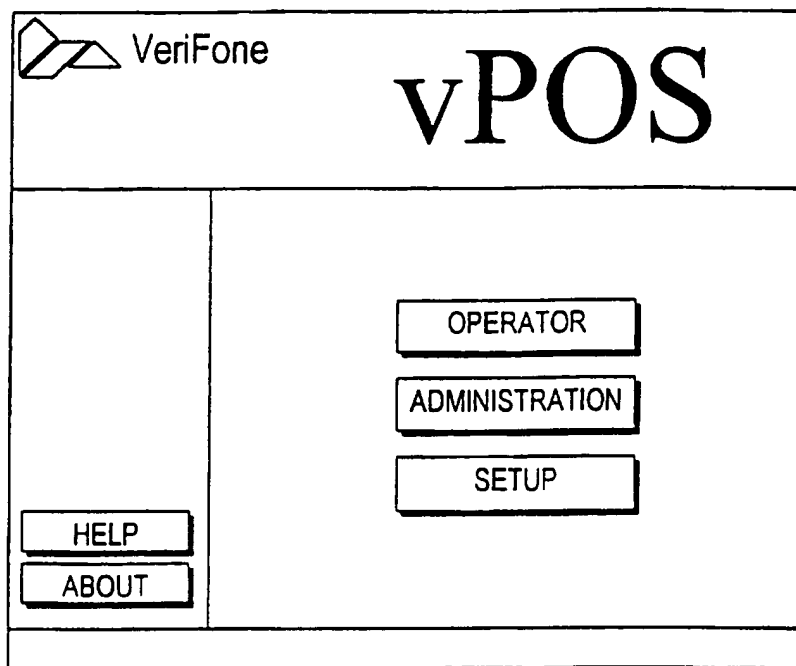 VeriFone
vPOS
OPERATOR
ADMINISTRATION
SETUP
HELP
ABOUT